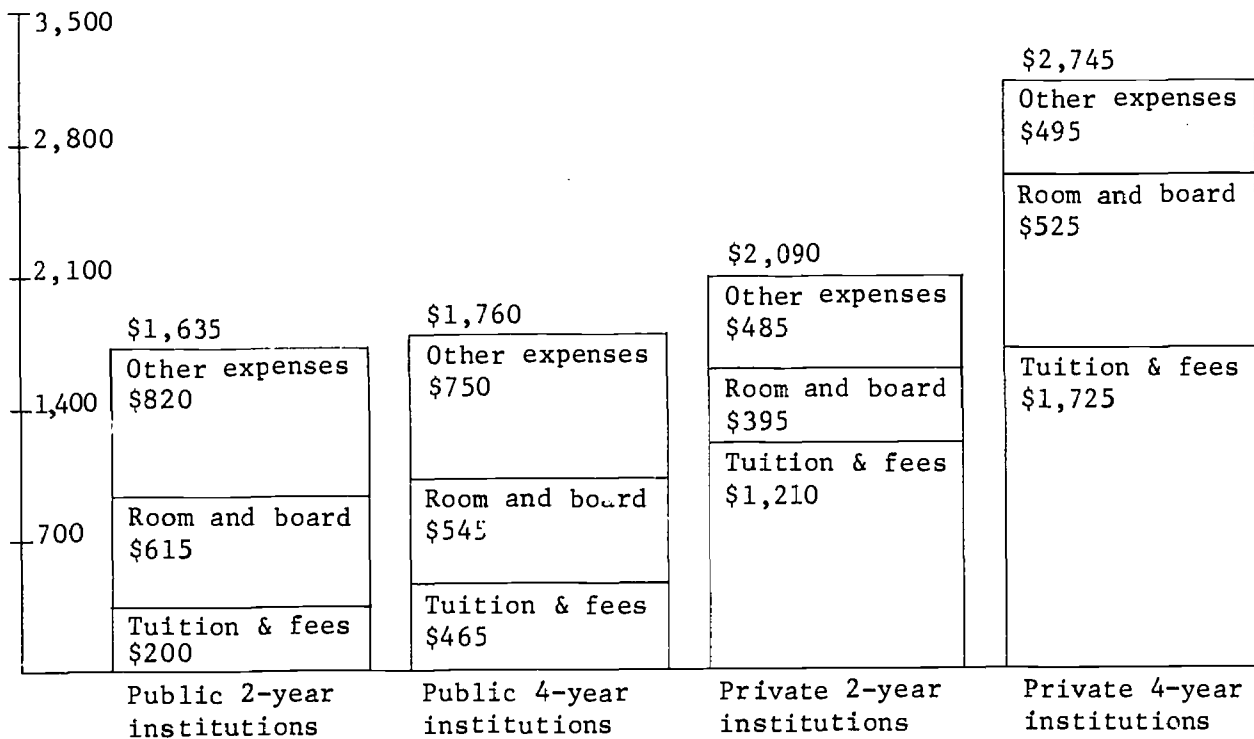 3,500
2,800
2,100
1,400
700
$1,635
Other expenses
$820
Room and board
$615
Tuition & fees
$200
Public 2-year
institutions
$1,760
Other expenses
$750
Room and board
$545
Tuition & fees
$465
Public 4-year
institutions
$2,090
Other expenses
$485
Room and board
$395
Tuition & fees
$1,210
Private 2-year
institutions
$2,745
Other expenses
$495
Room and board
$525
Tuition & fees
$1,725
Private 4-year
institutions